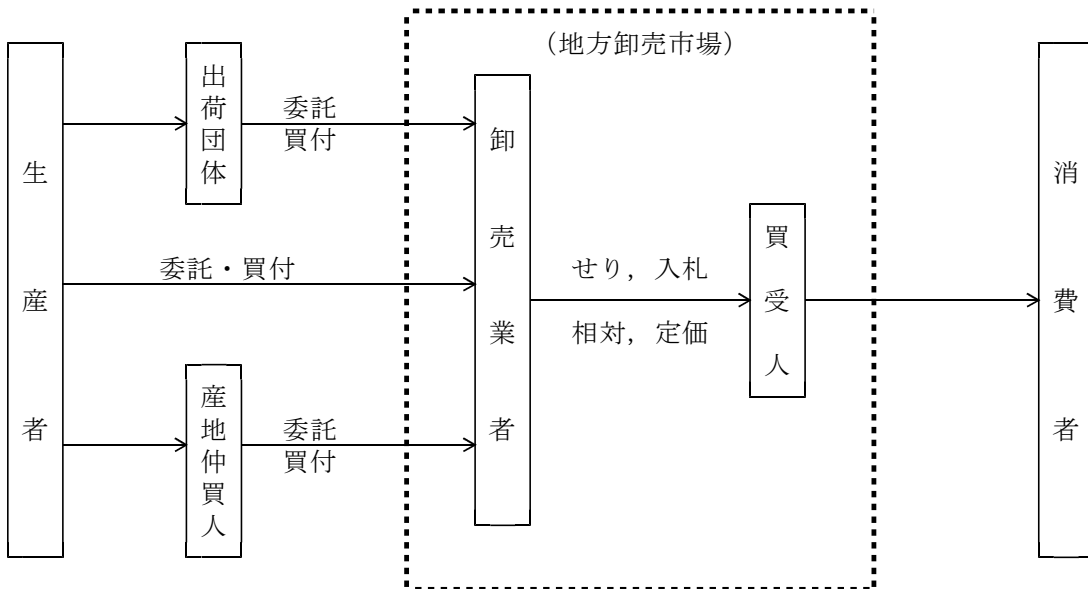 (地方卸売市場)
生産者
出荷団体
委託
買付
委託・買付
産地仲買人
委託
買付
卸売業者
せり，入札
相対，定価
買受人
消費者